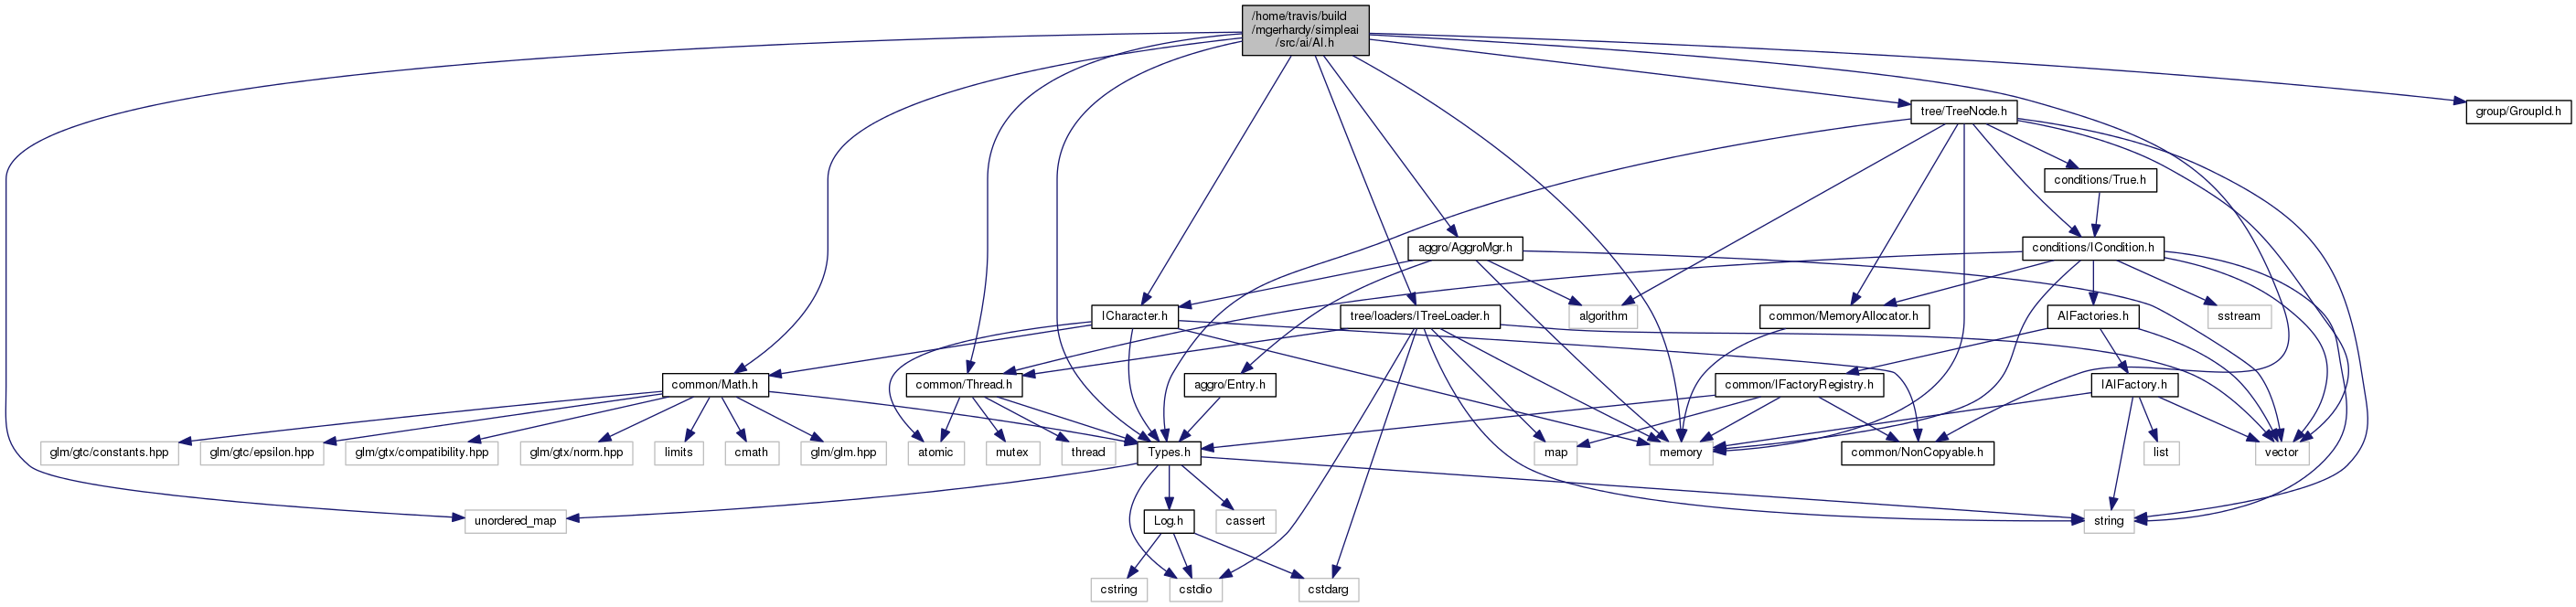 /home/travis/build
/mgerhardy/simpleai
/src/ai/AI.h
tree/TreeNode.h
group/GroupId.h
conditions/True.h
aggro/AggroMgr.h
conditions/ICondition.h
ICharacter.h
tree/loaders/ITreeLoader.h
algorithm
common/MemoryAllocator.h
AIFactories.h
sstream
common/Math.h
common/Thread.h
aggro/Entry.h
common/IFactoryRegistry.h
IAIFactory.h
glm/gtc/constants.hpp
glm/gtc/epsilon.hpp
glm/gtx/compatibility.hpp
glm/gtx/norm.hpp
limits
cmath
glm/glm.hpp
atomic
mutex
thread
Types.h
map
memory
common/NonCopyable.h
list
vector
unordered_map
Log.h
cassert
string
cstring
cstdio
cstdarg